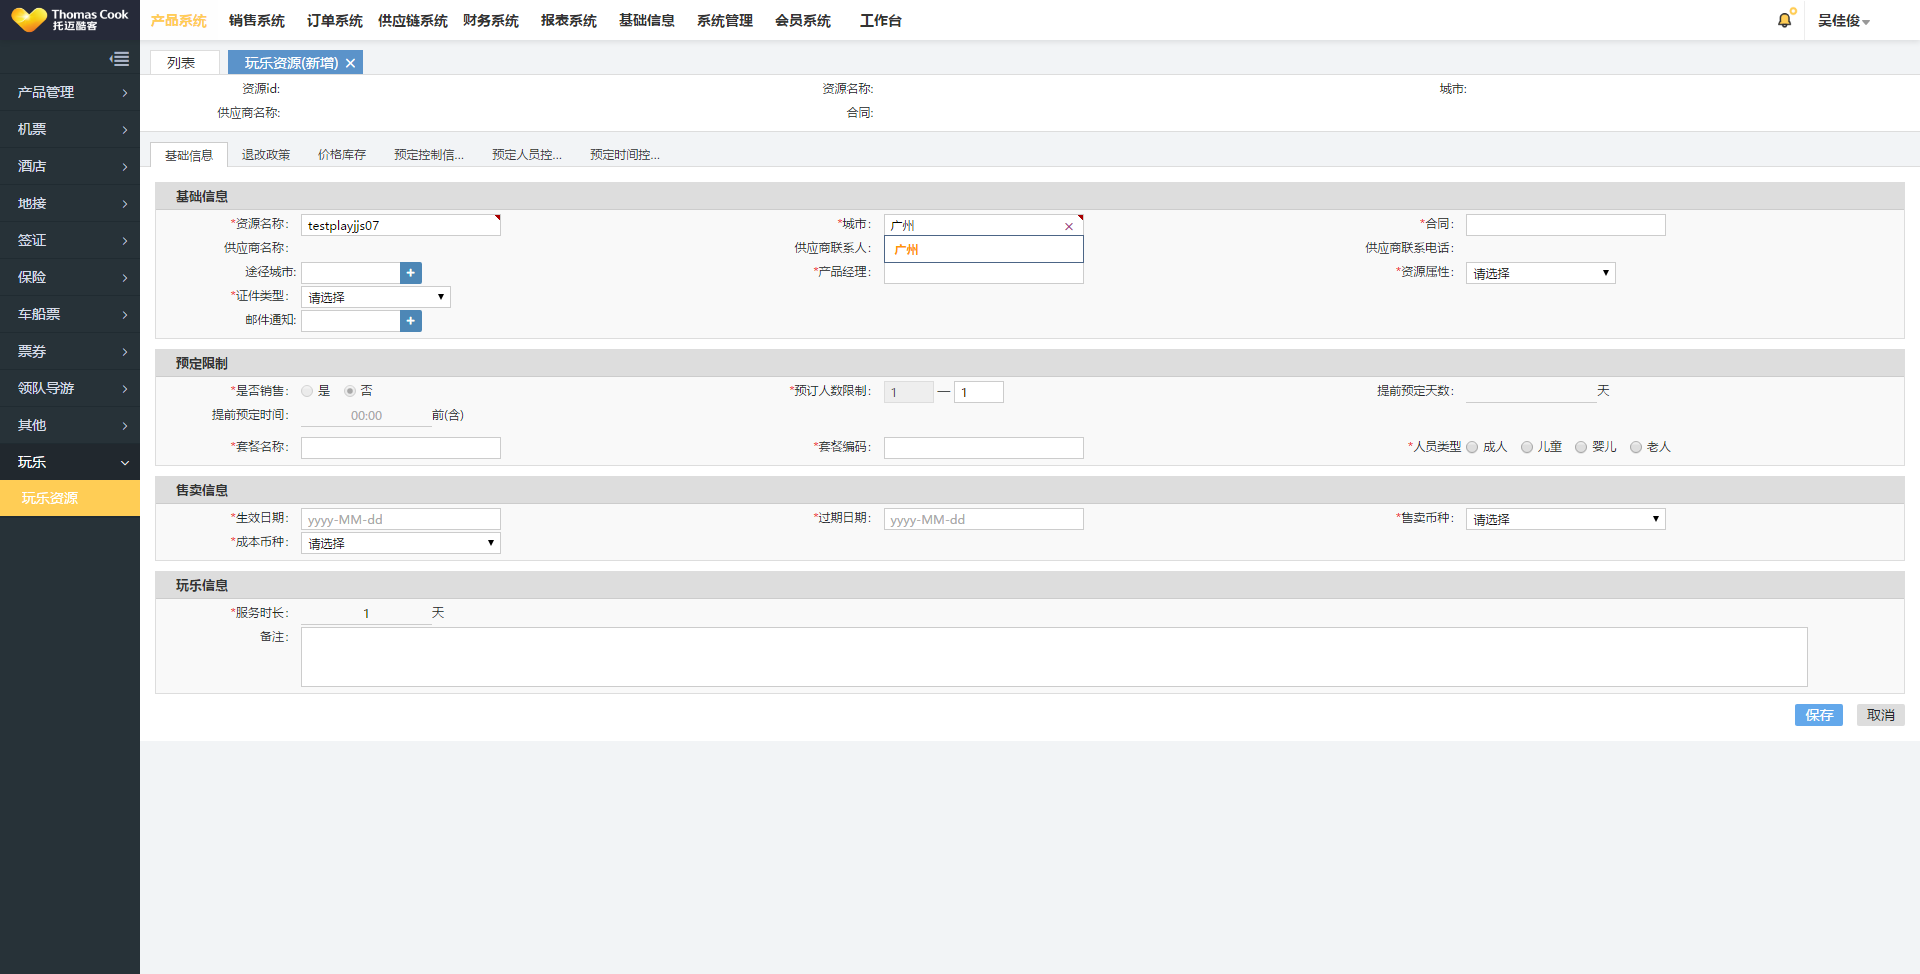 Thomas Cook
托迈酷客
产品系统 销售系统 订单系统 供应链系统 财务系统 报表系统 基础信息 系统管理 会员系统 工作台 吴佳俊
产品管理
机票
酒店
地接
签证
保险
车船票
票券
领队导游
其他
玩乐
玩乐资源
列表 玩乐资源(新增) ×
资源id: 资源名称: 城市:
供应商名称: 合同:
基础信息 退改政策 价格库存 预定控制信... 预定人员控... 预定时间控...
基础信息
*资源名称: testplayjjs07 *城市: 广州 × *合同:
供应商名称: 供应商联系人: 广州 供应商联系电话:
途径城市: + *产品经理: *资源属性: 请选择
*证件类型: 请选择
邮件通知: +
预定限制
*是否销售: 是 否 *预订人数限制: 1 — 1 提前预定天数: 天
提前预定时间: 00:00 前(含)
*套餐名称: *套餐编码: *人员类型 成人 儿童 婴儿 老人
售卖信息
*生效日期: yyyy-MM-dd *过期日期: yyyy-MM-dd *售卖币种: 请选择
*成本币种: 请选择
玩乐信息
*服务时长: 1 天
备注:
保存 取消